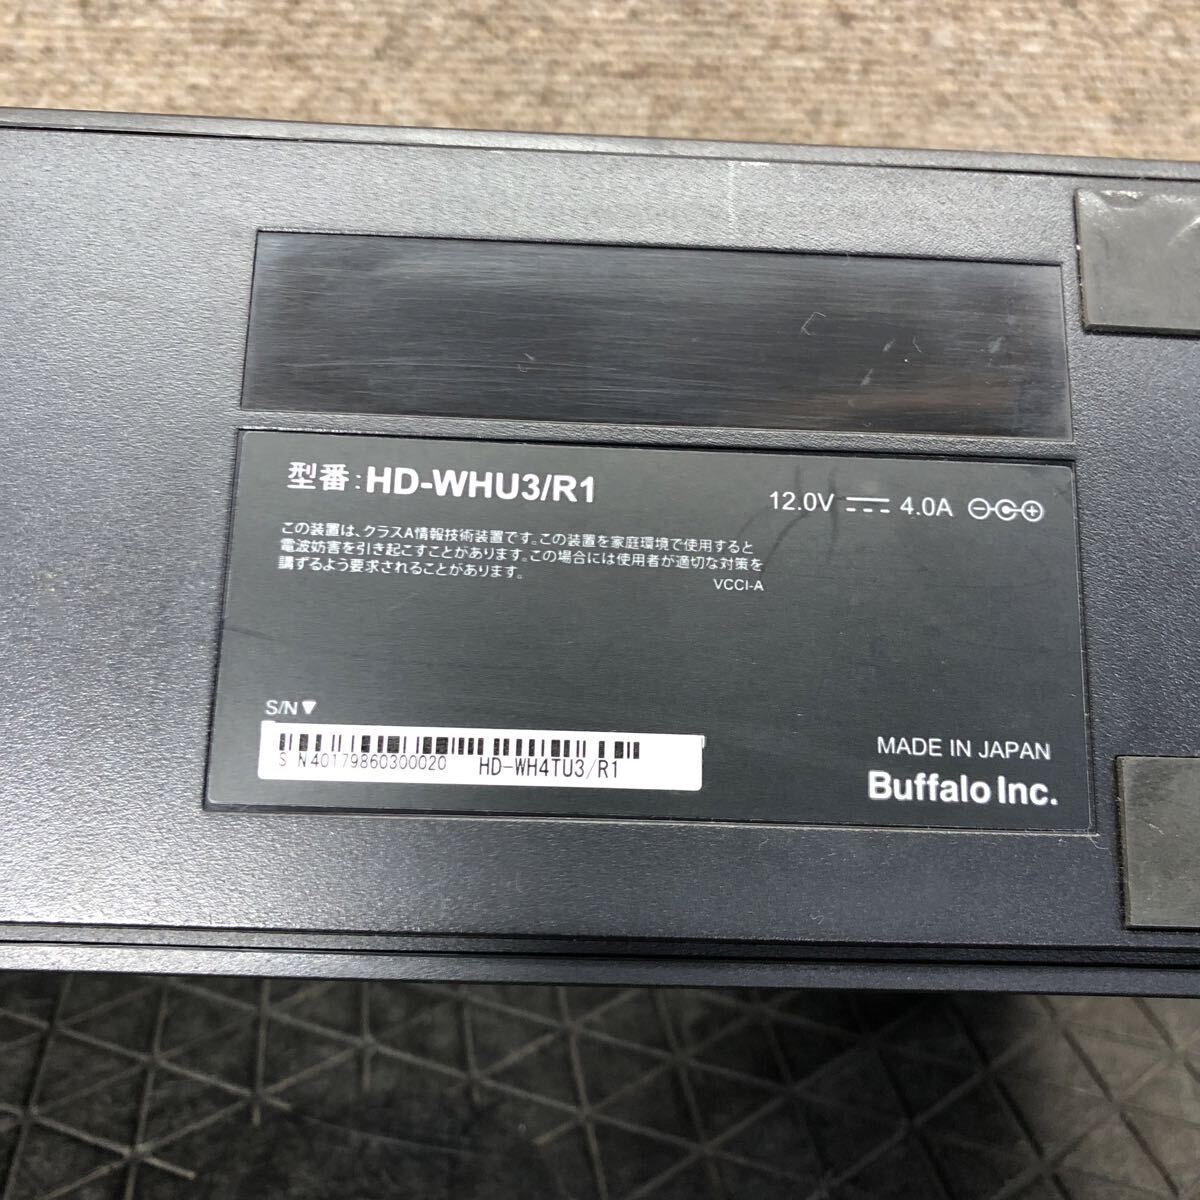 型番:HD-WHU3/R1
12.0V 4.0A
この装置は、クラスA情報技術装置です。この装置を家庭環境で使用すると
電波妨害を引き起こすことがあります。この場合には使用者が適切な対策を
講ずるよう要求されることがあります。
VCCI-A
S/N▼
S N40179860300020 HD-WH4TU3/R1
MADE IN JAPAN
Buffalo Inc.